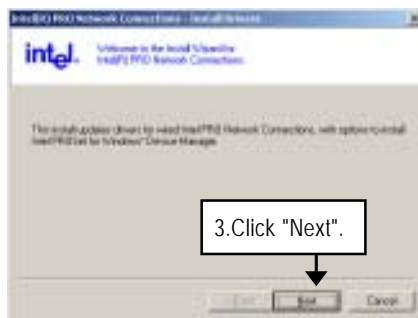 Intel(R) PRO Network Connections - Install
intel.
Welcome to the Install Wizard for
Intel(R) PRO Network Connections
This install updates drivers for wired Intel® PRO Network Connections, with options to install
Intel PROSet for Windows* Device Manager.
3.Click "Next".
Next
Cancel